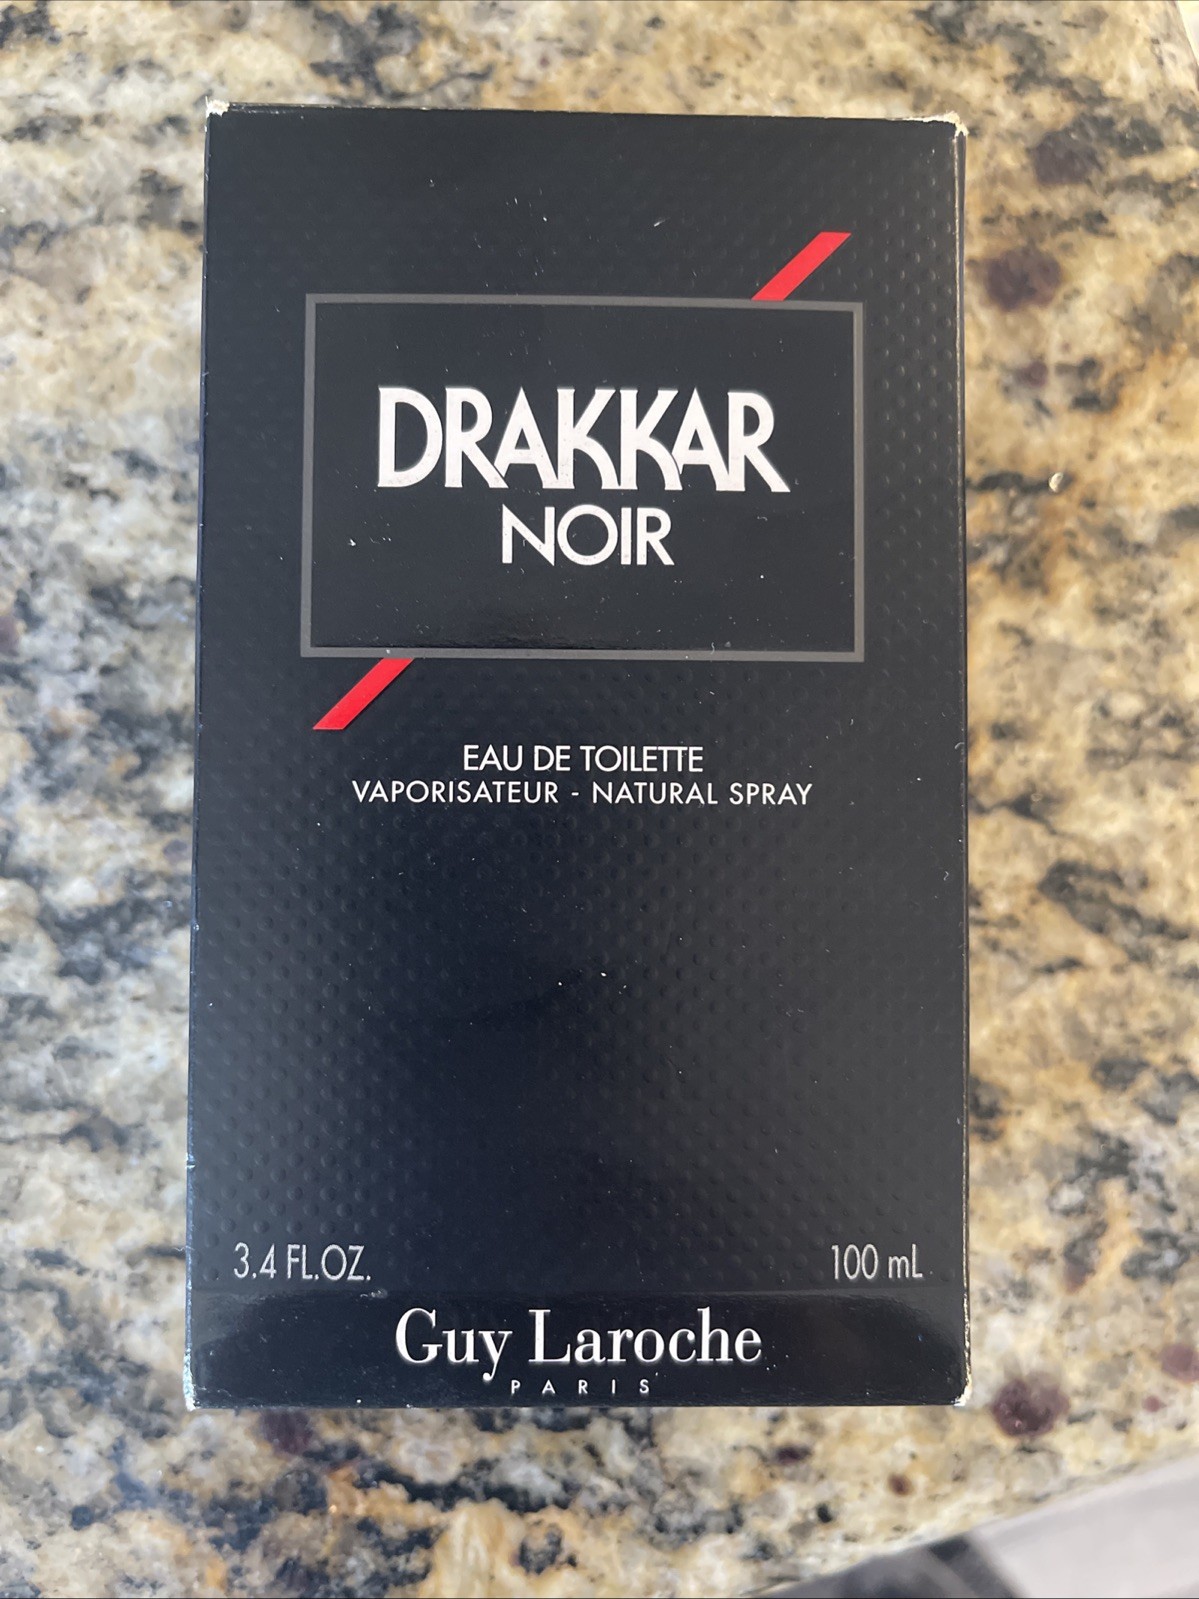 DRAKKAR
NOIR
EAU DE TOILETTE
VAPORISATEUR - NATURAL SPRAY
3.4 FL.OZ. 100 mL
Guy Laroche
PARIS